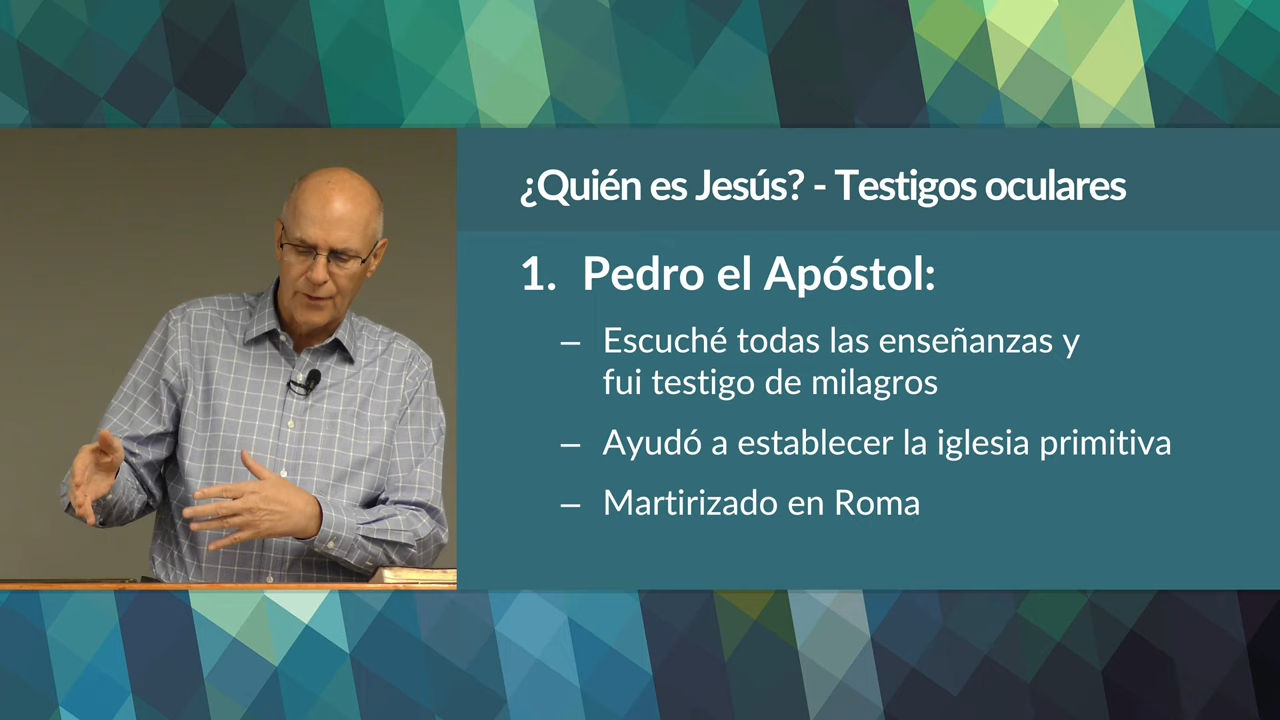 ¿Quién es Jesús? - Testigos oculares
1. Pedro el Apóstol:
– Escuché todas las enseñanzas y
fui testigo de milagros
– Ayudó a establecer la iglesia primitiva
– Martirizado en Roma